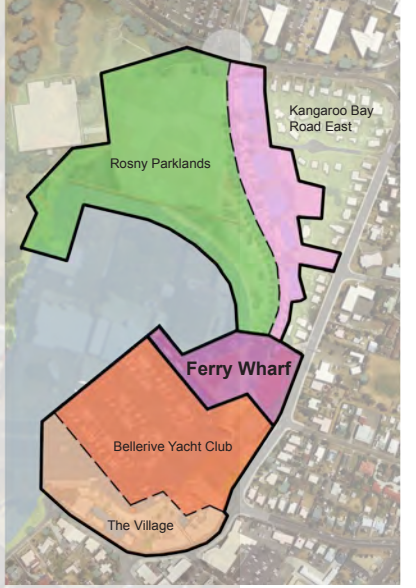 Kangaroo Bay
Road East
Rosny Parklands
Ferry Wharf
Bellerive Yacht Club
The Village